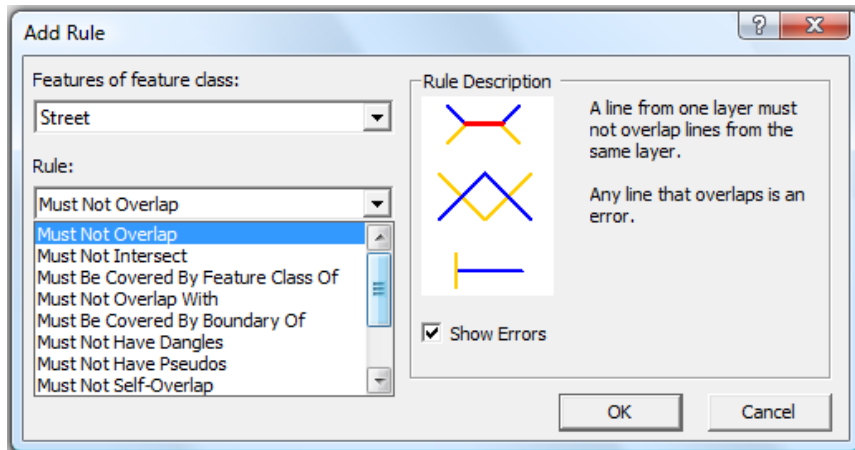 Add Rule
Features of feature class:
Street
Rule:
Must Not Overlap
Must Not Overlap
Must Not Intersect
Must Be Covered By Feature Class Of
Must Not Overlap With
Must Be Covered By Boundary Of
Must Not Have Dangles
Must Not Have Pseudos
Must Not Self-Overlap
Rule Description
A line from one layer must
not overlap lines from the
same layer.
Any line that overlaps is an
error.
Show Errors
OK
Cancel